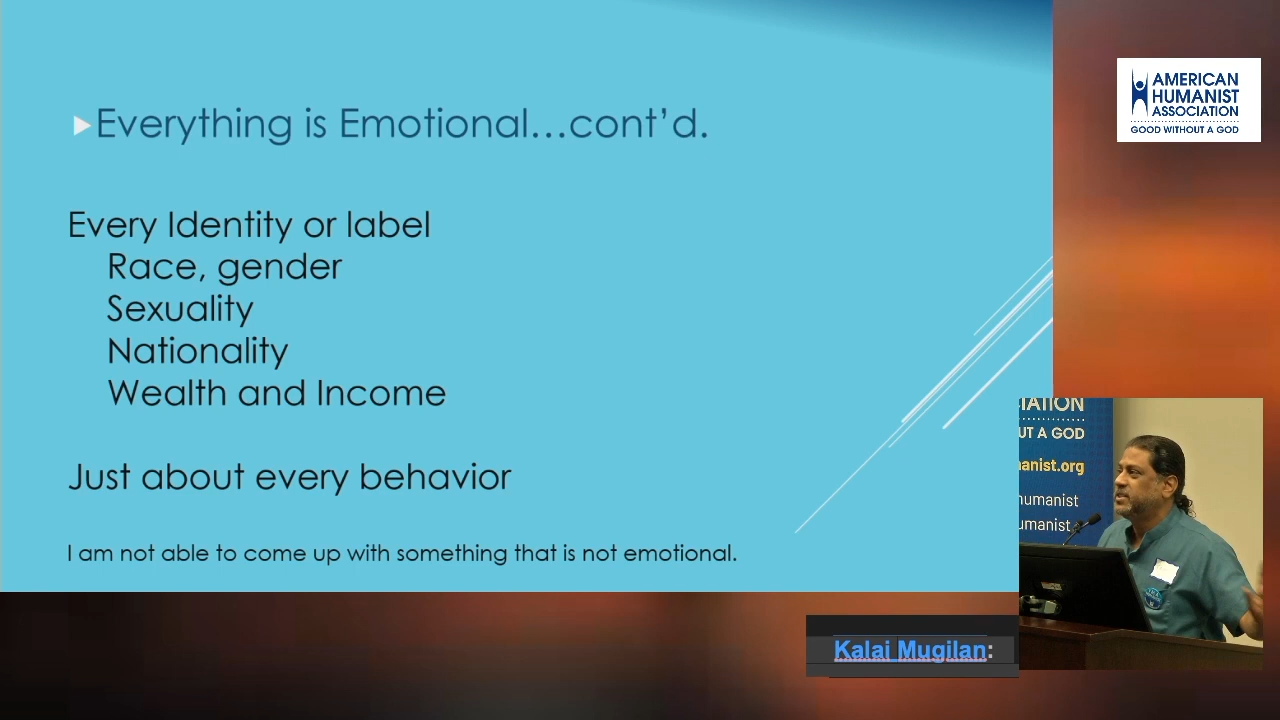 Everything is Emotional...cont'd.
Every Identity or label
Race, gender
Sexuality
Nationality
Wealth and Income
Just about every behavior
I am not able to come up with something that is not emotional.
AMERICAN
HUMANIST
ASSOCIATION
GOOD WITHOUT A GOD
IATION
UT A GOD
anist.org
humanist
umanist
Kalai Mugilan: